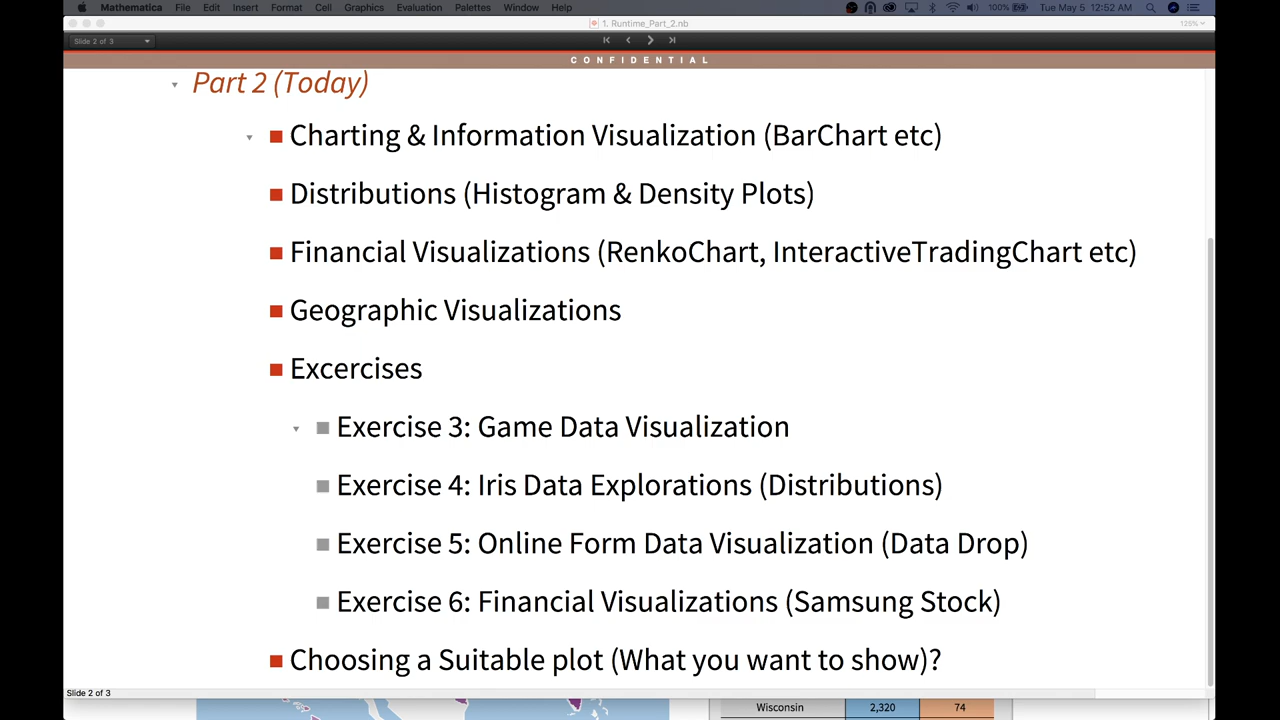 Mathematica File Edit Insert Format Cell Graphics Evaluation Palettes Window Help 100% Tue May 5 12:52 AM
1. Runtime_Part_2.nb 125%
Slide 2 of 3
CONFIDENTIAL
Part 2 (Today)
Charting & Information Visualization (BarChart etc)
Distributions (Histogram & Density Plots)
Financial Visualizations (RenkoChart, InteractiveTradingChart etc)
Geographic Visualizations
Excercises
Exercise 3: Game Data Visualization
Exercise 4: Iris Data Explorations (Distributions)
Exercise 5: Online Form Data Visualization (Data Drop)
Exercise 6: Financial Visualizations (Samsung Stock)
Choosing a Suitable plot (What you want to show)?
Slide 2 of 3
Wisconsin 2,320 74